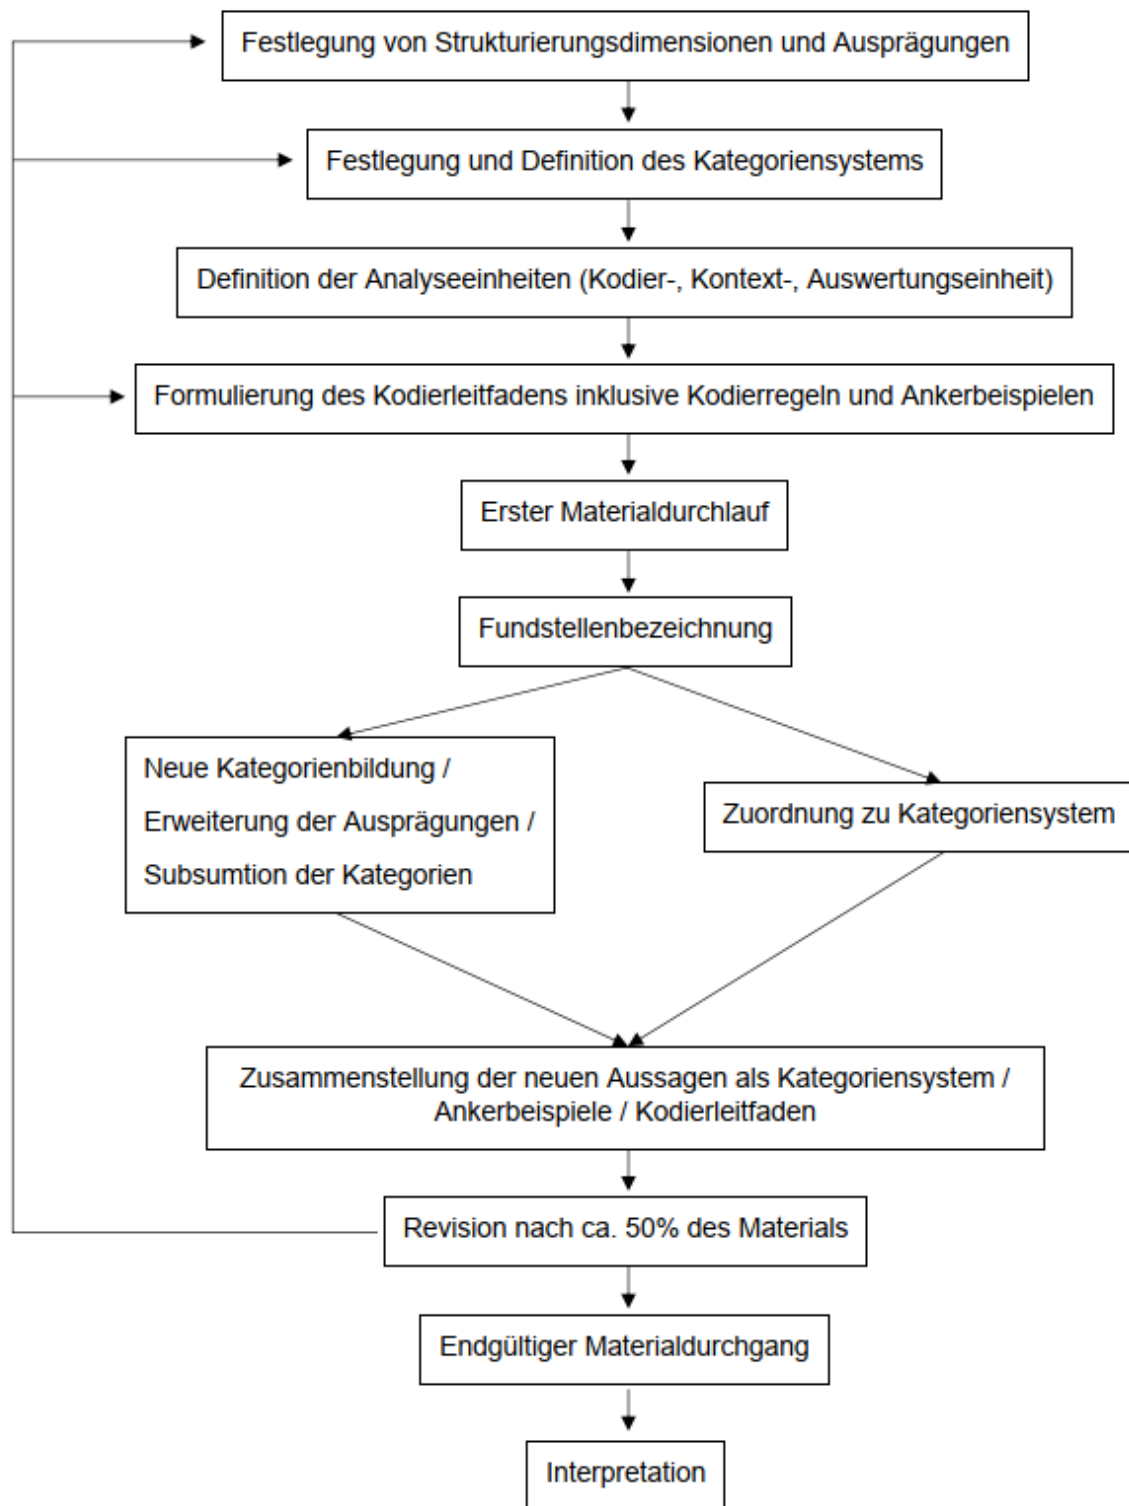 Festlegung von Strukturierungsdimensionen und Ausprägungen
Festlegung und Definition des Kategoriensystems
Definition der Analyseeinheiten (Kodier-, Kontext-, Auswertungseinheit)
Formulierung des Kodierleitfadens inklusive Kodierregeln und Ankerbeispielen
Erster Materialdurchlauf
Fundstellenbezeichnung
Neue Kategorienbildung /
Erweiterung der Ausprägungen /
Subsumtion der Kategorien
Zuordnung zu Kategoriensystem
Zusammenstellung der neuen Aussagen als Kategoriensystem /
Ankerbeispiele / Kodierleitfaden
Revision nach ca. 50% des Materials
Endgültiger Materialdurchgang
Interpretation